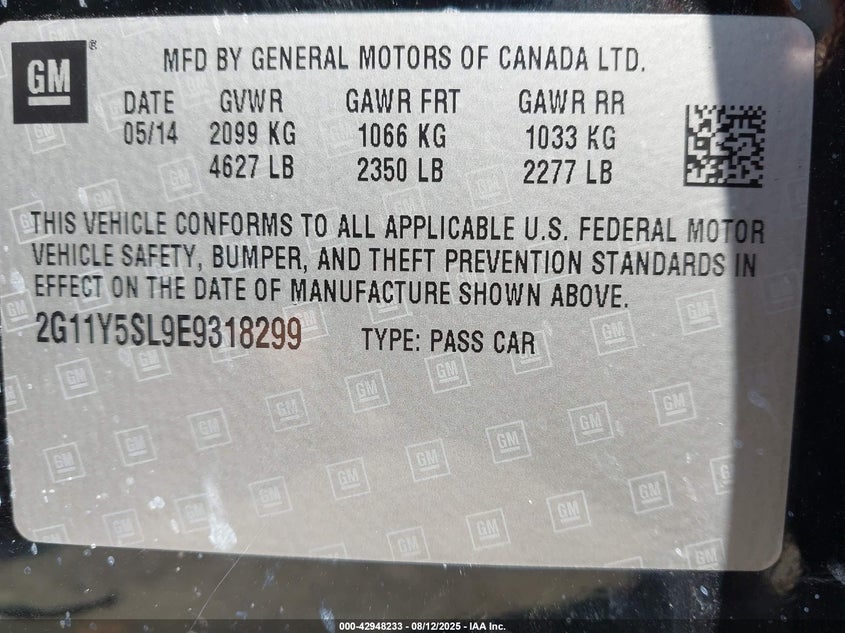 GM®
MFD BY GENERAL MOTORS OF CANADA LTD.
DATE GVWR GAWR FRT GAWR RR
05/14 2099 KG 1066 KG 1033 KG
4627 LB 2350 LB 2277 LB
THIS VEHICLE CONFORMS TO ALL APPLICABLE U.S. FEDERAL MOTOR
VEHICLE SAFETY, BUMPER, AND THEFT PREVENTION STANDARDS IN
EFFECT ON THE DATE OF MANUFACTURE SHOWN ABOVE.
2G11Y5SL9E9318299 TYPE: PASS CAR
000-42948233 - 08/12/2025 - IAA Inc.